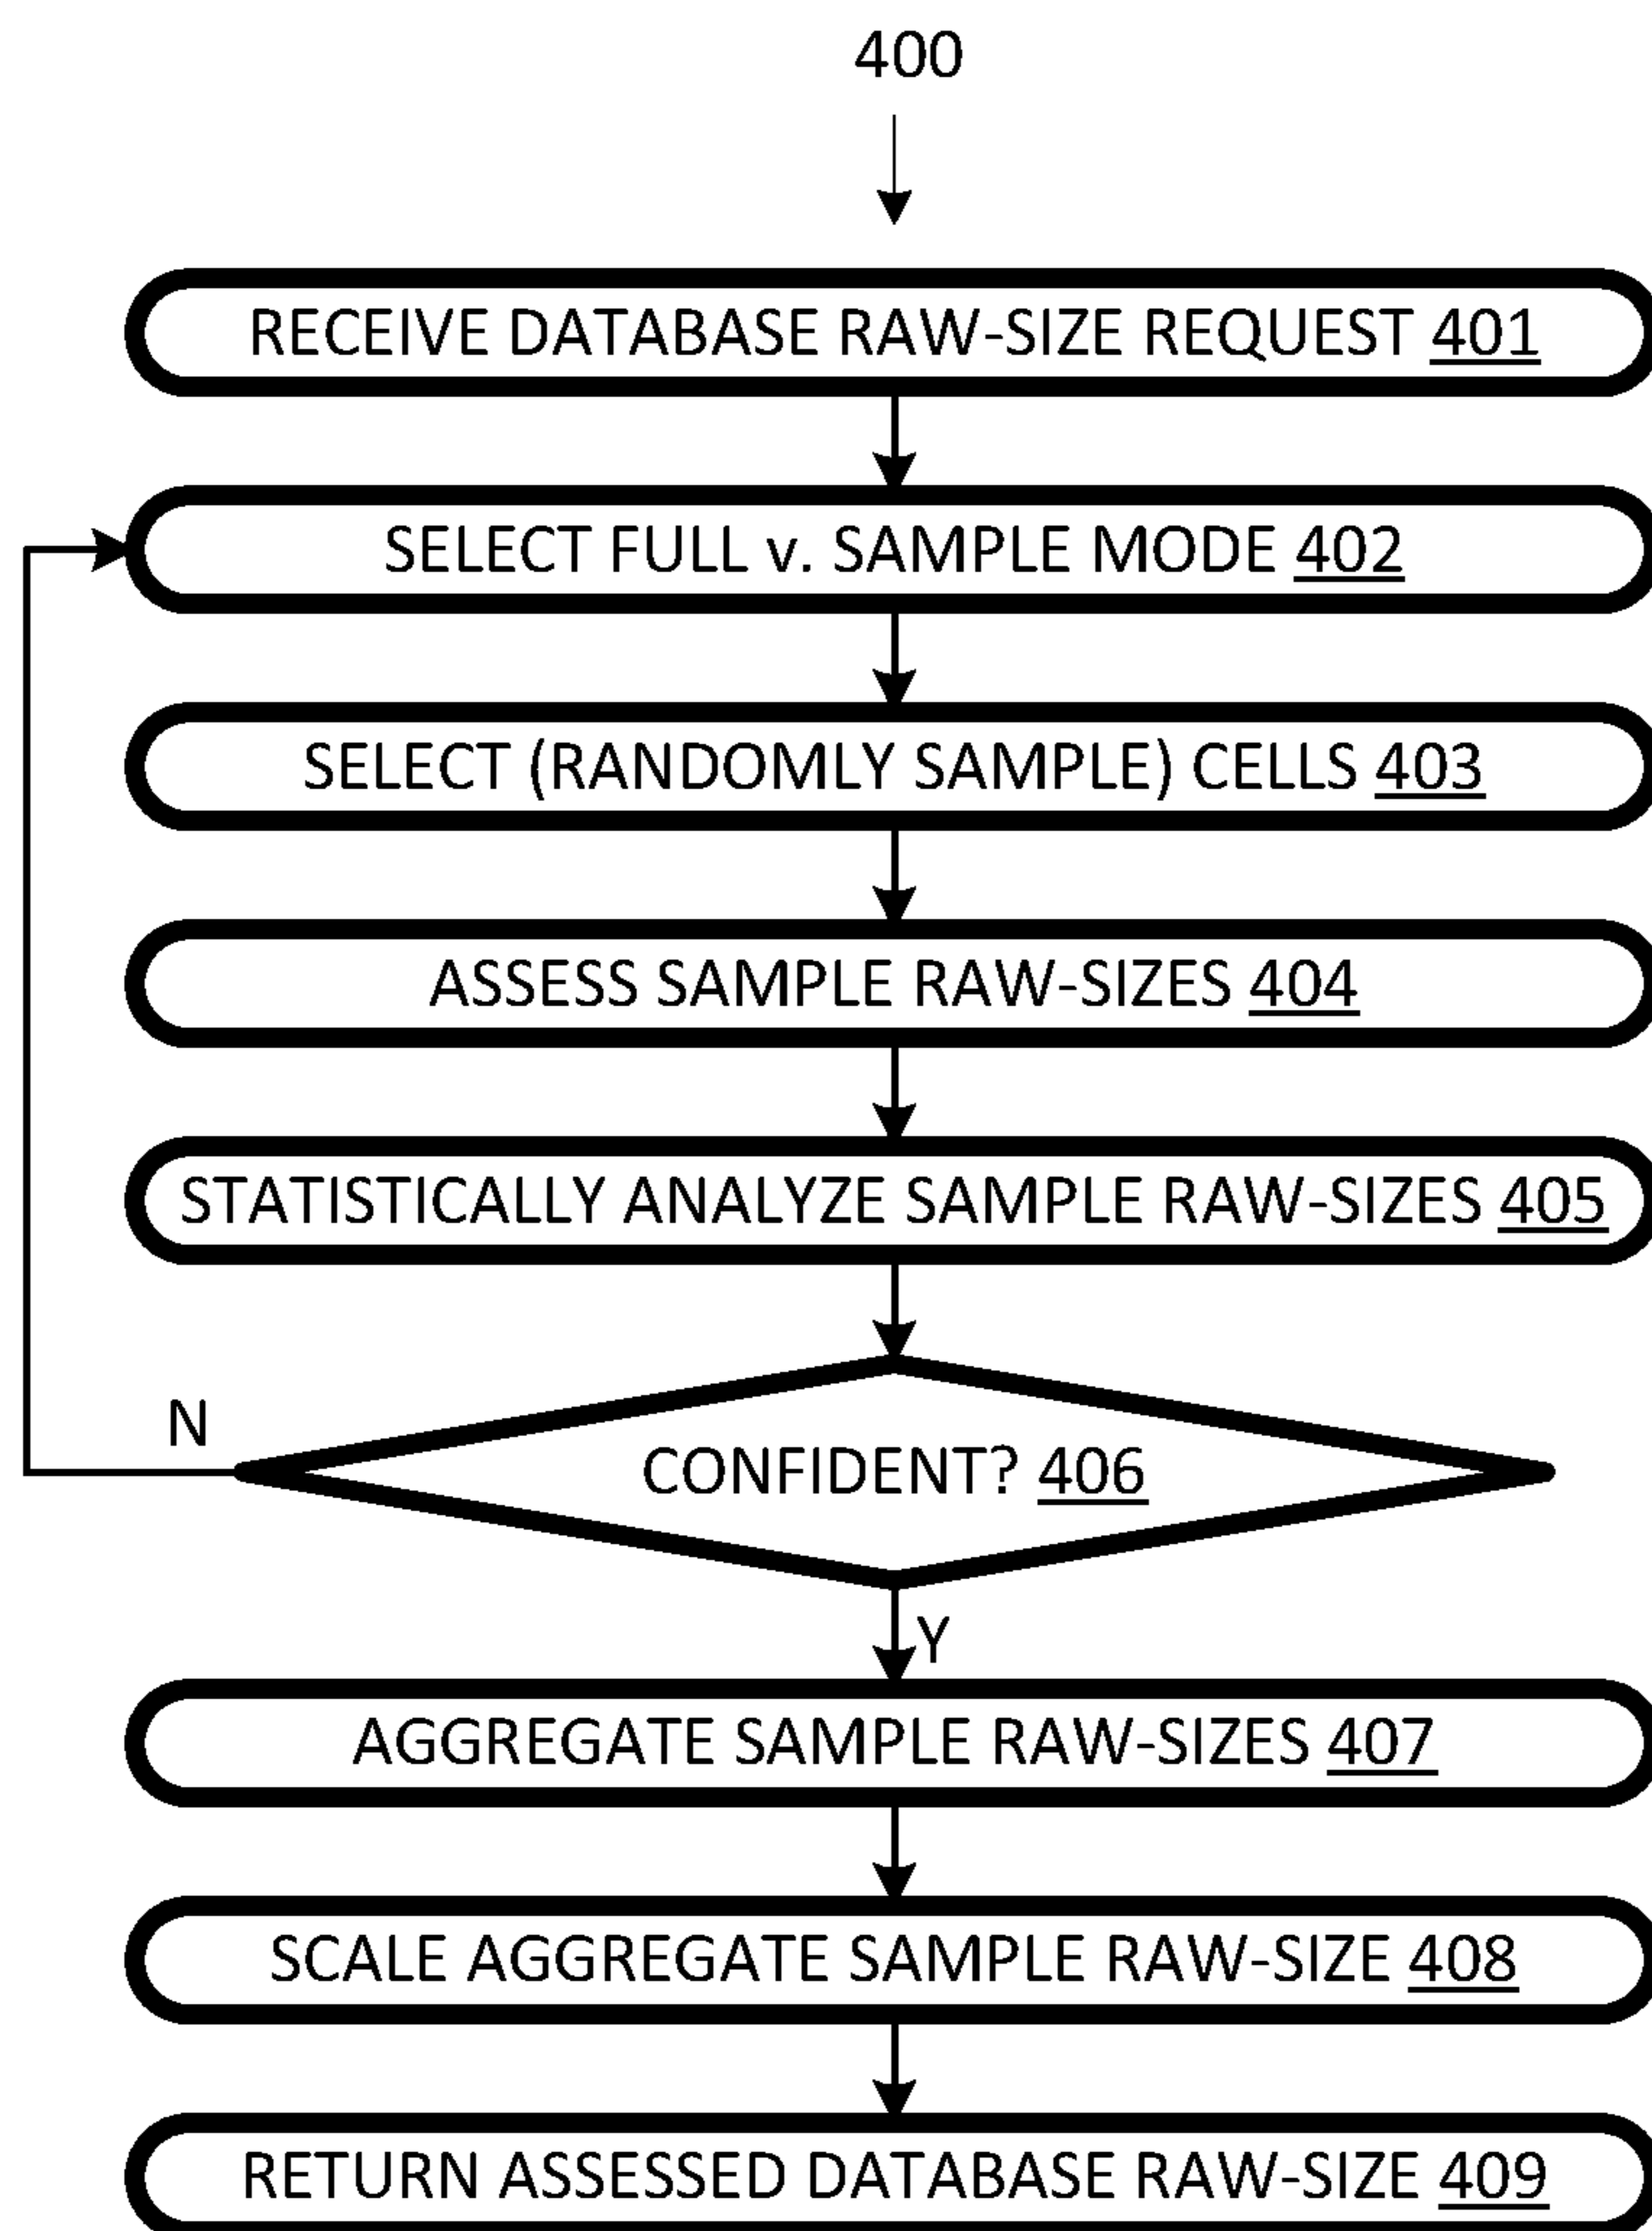 400
RECEIVE DATABASE RAW-SIZE REQUEST 401
SELECT FULL v. SAMPLE MODE 402
SELECT (RANDOMLY SAMPLE) CELLS 403
ASSESS SAMPLE RAW-SIZES 404
STATISTICALLY ANALYZE SAMPLE RAW-SIZES 405
N
CONFIDENT? 406
Y
AGGREGATE SAMPLE RAW-SIZES 407
SCALE AGGREGATE SAMPLE RAW-SIZE 408
RETURN ASSESSED DATABASE RAW-SIZE 409